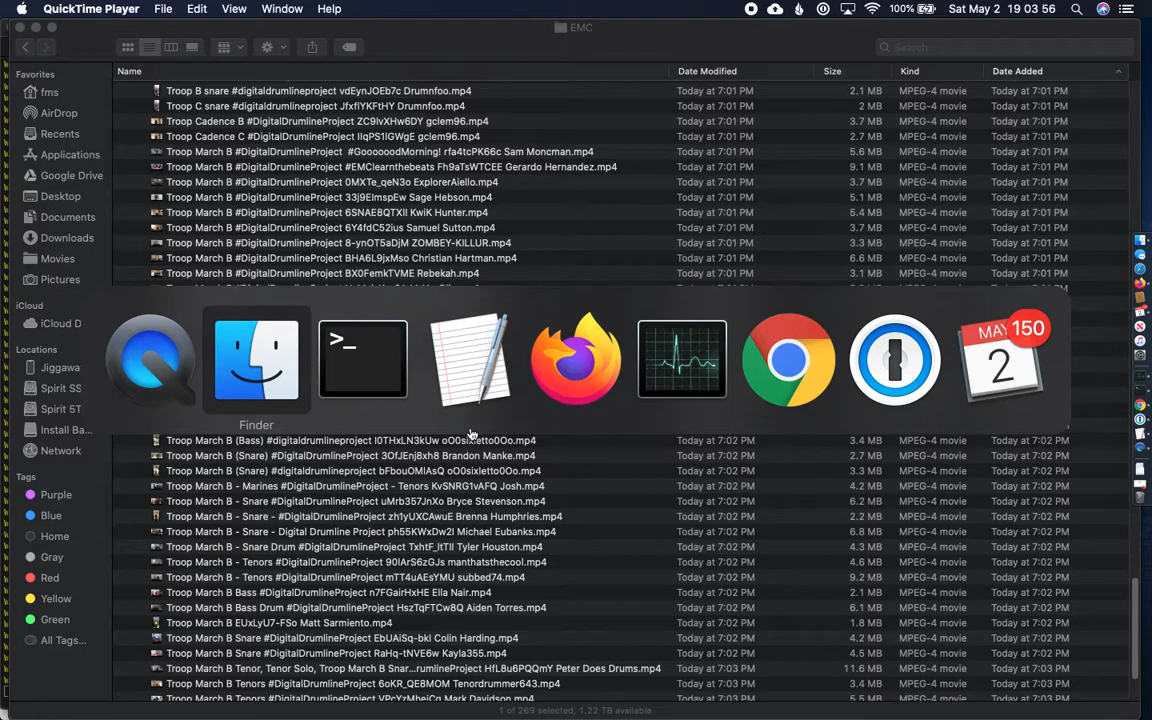 QuickTime Player File Edit View Window Help 100% Sat May 2 19 03 56
EMC
Search
Favorites
fms
AirDrop
Recents
Applications
Google Drive
Desktop
Documents
Downloads
Movies
Pictures
iCloud
iCloud D
Locations
Jiggawa
Spirit SS
Spirit 5T
Install Ba...
Network
Tags
Purple
Blue
Home
Gray
Red
Yellow
Green
All Tags...
Name Date Modified Size Kind Date Added
Troop B snare #digitaldrumlineproject vdEynJOEb7c Drumnfoo.mp4 Today at 7:01 PM 2.1 MB MPEG-4 movie Today at 7:01 PM
Troop C snare #digitaldrumlineproject JfxfiYKFtHY Drumnfoo.mp4 Today at 7:01 PM 2 MB MPEG-4 movie Today at 7:01 PM
Troop Cadence B #DigitalDrumlineProject ZC9IvXHw6DY gclem96.mp4 Today at 7:01 PM 3.7 MB MPEG-4 movie Today at 7:01 PM
Troop Cadence C #DigitalDrumlineProject IIqPS1IGWgE gclem96.mp4 Today at 7:01 PM 2.7 MB MPEG-4 movie Today at 7:01 PM
Troop March B #DigitalDrumlineProject #GoooooodMorning! rfa4tcPK66c Sam Moncman.mp4 Today at 7:01 PM 5.6 MB MPEG-4 movie Today at 7:01 PM
Troop March B #DigitalDrumlineProject #EMClearnthebeats Fh9aTsWTCEE Gerardo Hernandez.mp4 Today at 7:01 PM 9.1 MB MPEG-4 movie Today at 7:01 PM
Troop March B #DigitalDrumlineProject 0MXTe_qeN3o ExplorerAiello.mp4 Today at 7:01 PM 3.7 MB MPEG-4 movie Today at 7:01 PM
Troop March B #DigitalDrumlineProject 33j9EImspEw Sage Hebson.mp4 Today at 7:01 PM 5.1 MB MPEG-4 movie Today at 7:01 PM
Troop March B #DigitalDrumlineProject 6SNAE8QTXII KwiK Hunter.mp4 Today at 7:01 PM 5.4 MB MPEG-4 movie Today at 7:01 PM
Troop March B #DigitalDrumlineProject 6Y4fdC52ius Samuel Sutton.mp4 Today at 7:01 PM 3.7 MB MPEG-4 movie Today at 7:01 PM
Troop March B #DigitalDrumlineProject 8-ynOT5aDjM ZOMBEY-KILLUR.mp4 Today at 7:01 PM 3.3 MB MPEG-4 movie Today at 7:01 PM
Troop March B #DigitalDrumlineProject BHA6L9jxMso Christian Hartman.mp4 Today at 7:01 PM 6.6 MB MPEG-4 movie Today at 7:01 PM
Troop March B #DigitalDrumlineProject BX0FemkTVME Rebekah.mp4 Today at 7:01 PM 3.1 MB MPEG-4 movie Today at 7:01 PM
MAY 150
2
Finder
Troop March B (Bass) #digitaldrumlineproject I0THxLN3kUw oO0sixletto0Oo.mp4 Today at 7:02 PM 3.4 MB MPEG-4 movie Today at 7:02 PM
Troop March B (Snare) #DigitalDrumlineProject 3OfJEnj8xh8 Brandon Manke.mp4 Today at 7:02 PM 2.7 MB MPEG-4 movie Today at 7:02 PM
Troop March B (Snare) #digitaldrumlineproject bFbouOMIAsQ oO0sixletto0Oo.mp4 Today at 7:02 PM 3.3 MB MPEG-4 movie Today at 7:02 PM
Troop March B - Marines #DigitalDrumlineProject - Tenors KvSNRG1vAFQ Josh.mp4 Today at 7:02 PM 4.2 MB MPEG-4 movie Today at 7:02 PM
Troop March B - Snare #DigitalDrumlineProject uMrb357JnXo Bryce Stevenson.mp4 Today at 7:02 PM 6.2 MB MPEG-4 movie Today at 7:02 PM
Troop March B - Snare - #DigitalDrumlineProject zh1yUXCAwuE Brenna Humphries.mp4 Today at 7:02 PM 2.2 MB MPEG-4 movie Today at 7:02 PM
Troop March B - Snare - Digital Drumline Project ph55KWxDw2I Michael Eubanks.mp4 Today at 7:02 PM 6.8 MB MPEG-4 movie Today at 7:02 PM
Troop March B - Snare Drum #DigitalDrumlineProject TxhtF_ItTII Tyler Houston.mp4 Today at 7:02 PM 4.3 MB MPEG-4 movie Today at 7:02 PM
Troop March B - Tenors #DigitalDrumlineProject 90IArS6zGJs manthatsthecool.mp4 Today at 7:02 PM 4.6 MB MPEG-4 movie Today at 7:02 PM
Troop March B - Tenors #DigitalDrumlineProject mTT4uAEsYMU subbed74.mp4 Today at 7:02 PM 9.2 MB MPEG-4 movie Today at 7:02 PM
Troop March B Bass #DigitalDrumlineProject n7FGairHxHE Ella Nair.mp4 Today at 7:02 PM 2.1 MB MPEG-4 movie Today at 7:02 PM
Troop March B Bass Drum #DigitalDrumlineProject HszTqFTCw8Q Aiden Torres.mp4 Today at 7:02 PM 6.1 MB MPEG-4 movie Today at 7:02 PM
Troop March B EUxLyU7-FSo Matt Sarmiento.mp4 Today at 7:02 PM 1.8 MB MPEG-4 movie Today at 7:02 PM
Troop March B Snare #DigitalDrumlineProject EbUAiSq-bkI Colin Harding.mp4 Today at 7:02 PM 4.2 MB MPEG-4 movie Today at 7:02 PM
Troop March B Snare #DigitalDrumlineProject RaHq-tNVE6w Kayla355.mp4 Today at 7:02 PM 4.5 MB MPEG-4 movie Today at 7:02 PM
Troop March B Tenor, Tenor Solo, Troop March B Snar...rumlineProject HfL8u6PQQmY Peter Does Drums.mp4 Today at 7:03 PM 11.6 MB MPEG-4 movie Today at 7:03 PM
Troop March B Tenors #DigitalDrumlineProject 6oKR_QE8MOM Tenordrummer643.mp4 Today at 7:03 PM 3.4 MB MPEG-4 movie Today at 7:03 PM
Troop March B Tenors #DigitalDrumlineProject VPcYzMbeiCg Mark Davidson.mp4 Today at 7:03 PM 5.5 MB MPEG-4 movie Today at 7:03 PM
1 of 269 selected, 1.22 TB available